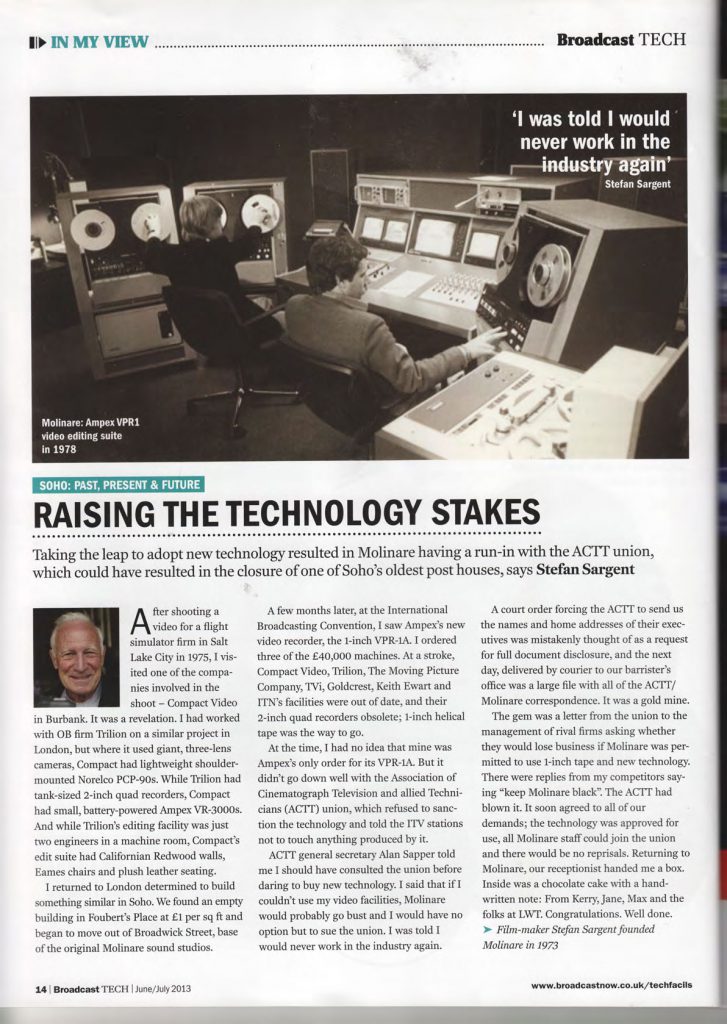 IN MY VIEW
Broadcast TECH
‘I was told I would
never work in the
industry again’
Stefan Sargent
Molinare: Ampex VPR1
video editing suite
in 1978
SOHO: PAST, PRESENT & FUTURE
RAISING THE TECHNOLOGY STAKES
Taking the leap to adopt new technology resulted in Molinare having a run-in with the ACTT union,
which could have resulted in the closure of one of Soho’s oldest post houses, says Stefan Sargent
After shooting a
video for a flight
simulator firm in Salt
Lake City in 1975, I vis-
ited one of the compa-
nies involved in the
shoot – Compact Video
in Burbank. It was a revelation. I had worked
with OB firm Trilion on a similar project in
London, but where it used giant, three-lens
cameras, Compact had lightweight shoulder-
mounted Norelco PCP-90s. While Trilion had
tank-sized 2-inch quad recorders, Compact
had small, battery-powered Ampex VR-3000s.
And while Trilion’s editing facility was just
two engineers in a machine room, Compact’s
edit suite had Californian Redwood walls,
Eames chairs and plush leather seating.
I returned to London determined to build
something similar in Soho. We found an empty
building in Foubert’s Place at £1 per sq ft and
began to move out of Broadwick Street, base
of the original Molinare sound studios.
A few months later, at the International
Broadcasting Convention, I saw Ampex’s new
video recorder, the 1-inch VPR-1A. I ordered
three of the £40,000 machines. At a stroke,
Compact Video, Trilion, The Moving Picture
Company, TVi, Goldcrest, Keith Ewart and
ITN’s facilities were out of date, and their
2-inch quad recorders obsolete; 1-inch helical
tape was the way to go.
At the time, I had no idea that mine was
Ampex’s only order for its VPR-1A. But it
didn’t go down well with the Association of
Cinematograph Television and allied Techni-
cians (ACTT) union, which refused to sanc-
tion the technology and told the ITV stations
not to touch anything produced by it.
ACTT general secretary Alan Sapper told
me I should have consulted the union before
daring to buy new technology. I said that if I
couldn’t use my video facilities, Molinare
would probably go bust and I would have no
option but to sue the union. I was told I
would never work in the industry again.
A court order forcing the ACTT to send us
the names and home addresses of their exec-
utives was mistakenly thought of as a request
for full document disclosure, and the next
day, delivered by courier to our barrister’s
office was a large file with all of the ACTT/
Molinare correspondence. It was a gold mine.
The gem was a letter from the union to the
management of rival firms asking whether
they would lose business if Molinare was per-
mitted to use 1-inch tape and new technology.
There were replies from my competitors say-
ing “keep Molinare black”. The ACTT had
blown it. It soon agreed to all of our
demands; the technology was approved for
use, all Molinare staff could join the union
and there would be no reprisals. Returning to
Molinare, our receptionist handed me a box.
Inside was a chocolate cake with a hand-
written note: From Kerry, Jane, Max and the
folks at LWT. Congratulations. Well done.
➤ Film-maker Stefan Sargent founded
Molinare in 1973
14 | Broadcast TECH | June/July 2013
www.broadcastnow.co.uk/techfacils